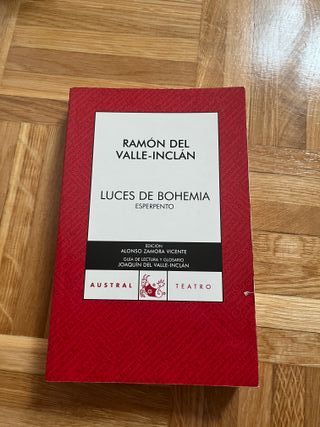 RAMÓN DEL
VALLE-INCLÁN
LUCES DE BOHEMIA
ESPERPENTO
EDICIÓN
ALONSO ZAMORA VICENTE
GUÍA DE LECTURA Y GLOSARIO
JOAQUÍN DEL VALLE-INCLÁN
AUSTRAL TEATRO